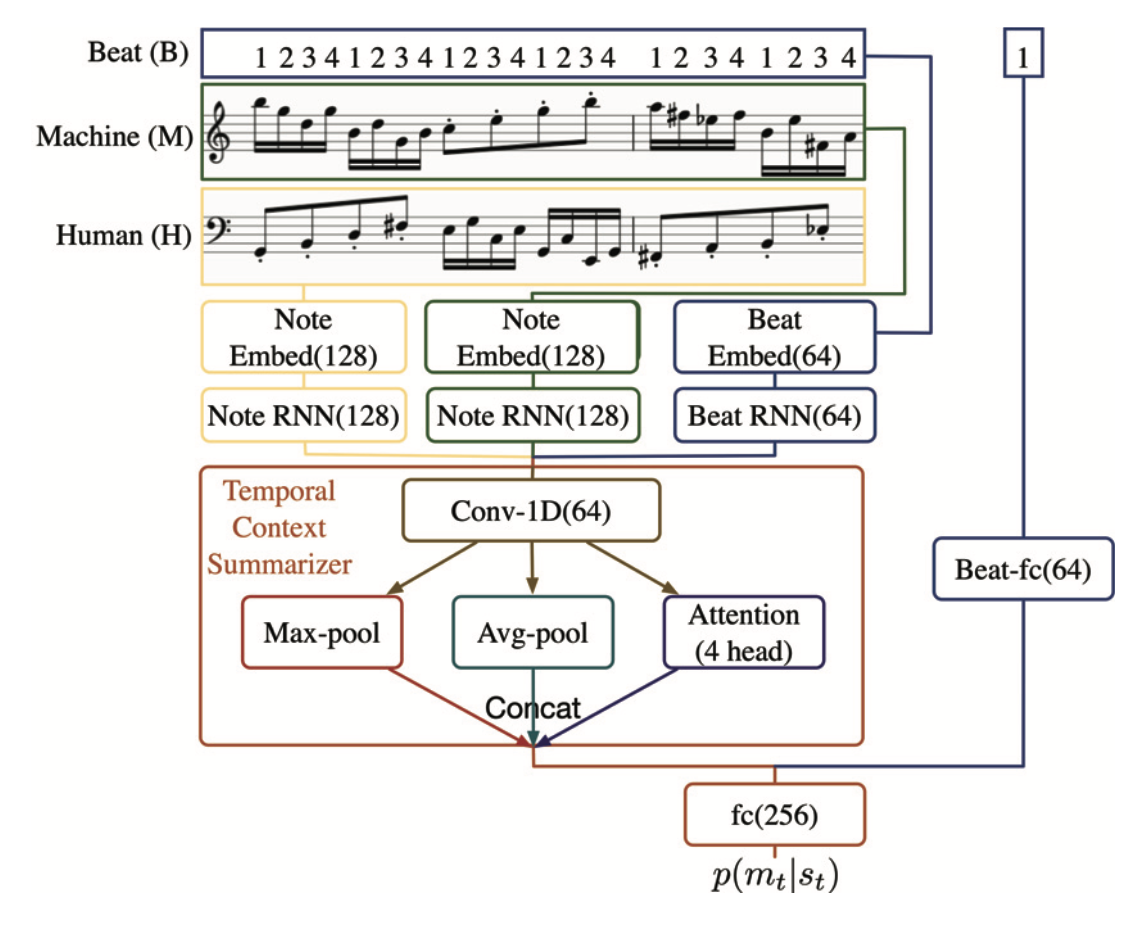 Beat (B)
1 2 3 4 1 2 3 4 1 2 3 4 1 2 3 4 1 2 3 4 1 2 3 4
1
Machine (M)
Human (H)
Note
Embed(128)
Note
Embed(128)
Beat
Embed(64)
Note RNN(128)
Note RNN(128)
Beat RNN(64)
Temporal
Context
Summarizer
Conv-1D(64)
Beat-fc(64)
Max-pool
Avg-pool
Attention
(4 head)
Concat
fc(256)
p(m_t|s_t)